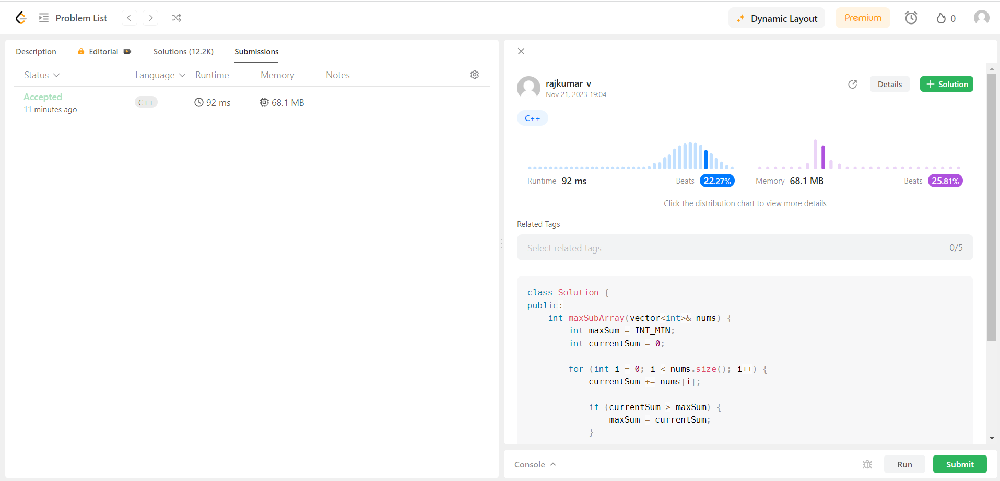 Problem List
Dynamic Layout
Premium
0
Description
Editorial
Solutions (12.2K)
Submissions
Status
Language
Runtime
Memory
Notes
Accepted
11 minutes ago
C++
92 ms
68.1 MB
rajkumar_v
Nov 21, 2023 19:04
Details
+ Solution
C++
Runtime 92 ms
Beats 22.27%
Memory 68.1 MB
Beats 25.81%
Click the distribution chart to view more details
Related Tags
Select related tags
0/5
class Solution {
public:
    int maxSubArray(vector<int>& nums) {
        int maxSum = INT_MIN;
        int currentSum = 0;
        for (int i = 0; i < nums.size(); i++) {
            currentSum += nums[i];
            if (currentSum > maxSum) {
                maxSum = currentSum;
            }
Console
Run
Submit